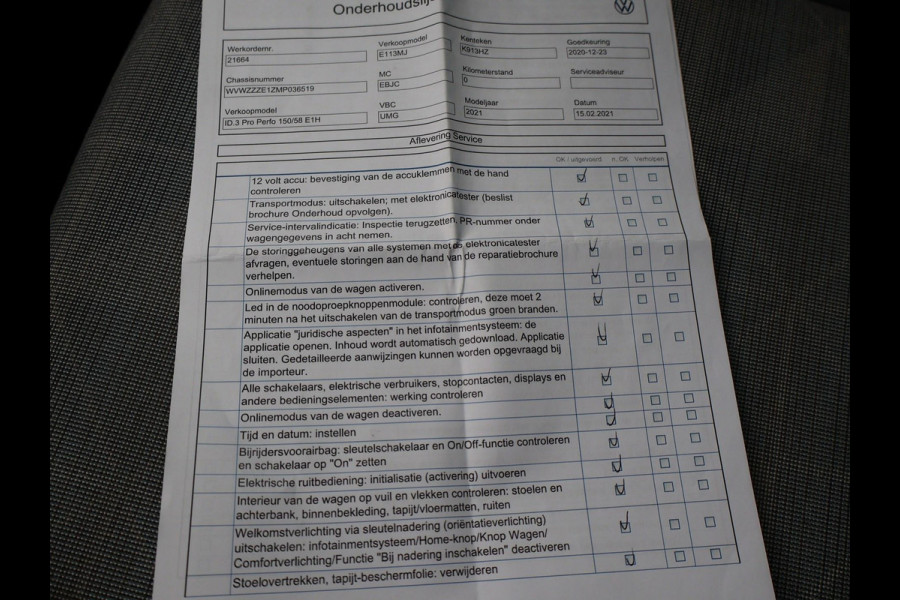 Onderhoudslij
Werkordernr.
21664
Verkoopmodel
E113MJ
Kenteken
K913HZ
Goedkeuring
2020-12-23
Chassisnummer
WVWZZZE1ZMP036519
MC
EBJC
Kilometerstand
0
Serviceadviseur
Verkoopmodel
ID.3 Pro Perfo 150/58 E1H
VBC
UMG
Modeljaar
2021
Datum
15.02.2021
Aflevering Service
OK / uitgevoerd n. OK Verholpen
12 volt accu: bevestiging van de accuklemmen met de hand
controleren
Transportmodus: uitschakelen; met elektronicatester (beslist
brochure Onderhoud opvolgen).
Service-intervalindicatie: Inspectie terugzetten, PR-nummer onder
wagengegevens in acht nemen.
De storinggeheugens van alle systemen met de elektronicatester
afvragen, eventuele storingen aan de hand van de reparatiebrochure
verhelpen.
Onlinemodus van de wagen activeren.
Led in de noodoproepknoppenmodule: controleren, deze moet 2
minuten na het uitschakelen van de transportmodus groen branden.
Applicatie "juridische aspecten" in het infotainmentsysteem: de
applicatie openen. Inhoud wordt automatisch gedownload. Applicatie
sluiten. Gedetailleerde aanwijzingen kunnen worden opgevraagd bij
de importeur.
Alle schakelaars, elektrische verbruikers, stopcontacten, displays en
andere bedieningselementen: werking controleren
Onlinemodus van de wagen deactiveren.
Tijd en datum: instellen
Bijrijdersvoorairbag: sleutelschakelaar en On/Off-functie controleren
en schakelaar op "On" zetten
Elektrische ruitbediening: initialisatie (activering) uitvoeren
Interieur van de wagen op vuil en vlekken controleren: stoelen en
achterbank, binnenbekleding, tapijt/vloermatten, ruiten
Welkomstverlichting via sleutelnadering (oriëntatieverlichting)
uitschakelen: infotainmentsysteem/Home-knop/Knop Wagen/
Comfortverlichting/Functie "Bij nadering inschakelen" deactiveren
Stoelovertrekken, tapijt-beschermfolie: verwijderen